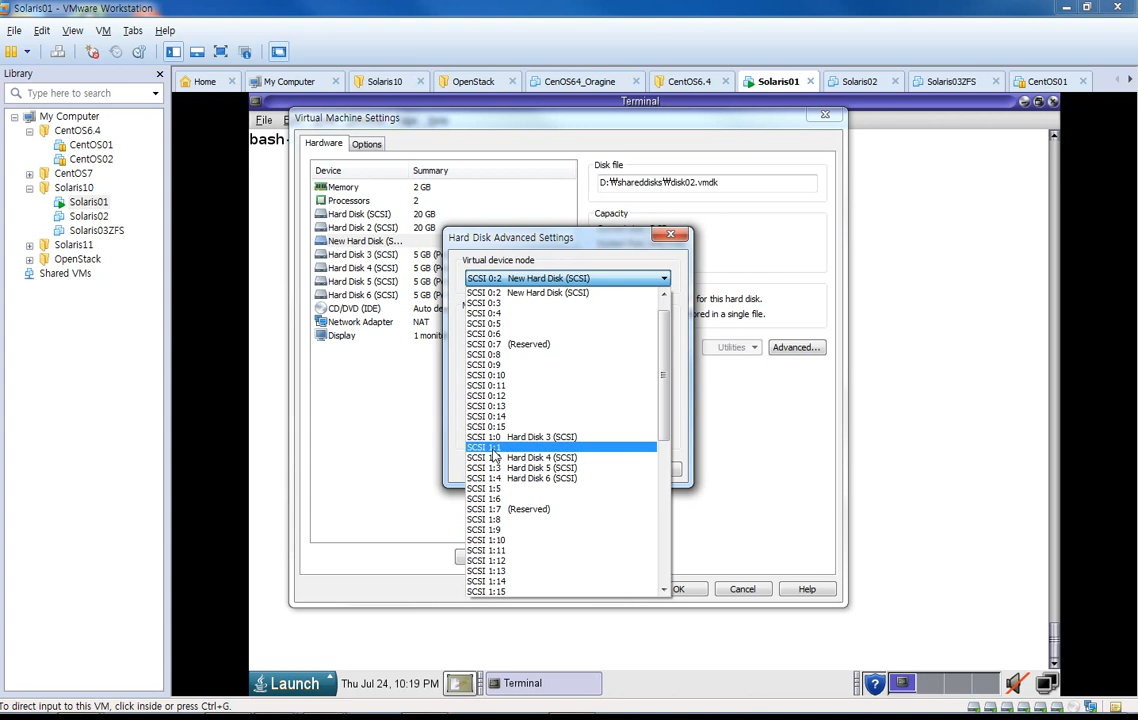 Solaris01 - VMware Workstation
File Edit View VM Tabs Help
Library
Type here to search
My Computer
CentOS6.4
CentOS01
CentOS02
CentOS7
Solaris10
Solaris01
Solaris02
Solaris03ZFS
Solaris11
OpenStack
Shared VMs
Home
My Computer
Solaris10
OpenStack
CenOS64_Oragine
CentOS6.4
Solaris01
Solaris02
Solaris03ZFS
CentOS01
Terminal
File
bash-
Virtual Machine Settings
Hardware Options
Device Summary
Memory 2 GB
Processors 2
Hard Disk (SCSI) 20 GB
Hard Disk 2 (SCSI) 20 GB
New Hard Disk (S...
Hard Disk 3 (SCSI) 5 GB
Hard Disk 4 (SCSI) 5 GB
Hard Disk 5 (SCSI) 5 GB
Hard Disk 6 (SCSI) 5 GB
CD/DVD (IDE) Auto de
Network Adapter NAT
Display 1 moni
Disk file
D:₩shareddisks₩disk02.vmdk
Capacity
for this hard disk.
ored in a single file.
Utilities Advanced...
OK Cancel Help
Hard Disk Advanced Settings
Virtual device node
SCSI 0:2 New Hard Disk (SCSI)
SCSI 0:2 New Hard Disk (SCSI)
SCSI 0:3
SCSI 0:4
SCSI 0:5
SCSI 0:6
SCSI 0:7 (Reserved)
SCSI 0:8
SCSI 0:9
SCSI 0:10
SCSI 0:11
SCSI 0:12
SCSI 0:13
SCSI 0:14
SCSI 0:15
SCSI 1:0 Hard Disk 3 (SCSI)
SCSI 1:1
SCSI 1: Hard Disk 4 (SCSI)
SCSI 1:3 Hard Disk 5 (SCSI)
SCSI 1:4 Hard Disk 6 (SCSI)
SCSI 1:5
SCSI 1:6
SCSI 1:7 (Reserved)
SCSI 1:8
SCSI 1:9
SCSI 1:10
SCSI 1:11
SCSI 1:12
SCSI 1:13
SCSI 1:14
SCSI 1:15
Launch Thu Jul 24, 10:19 PM Terminal
To direct input to this VM, click inside or press Ctrl+G.